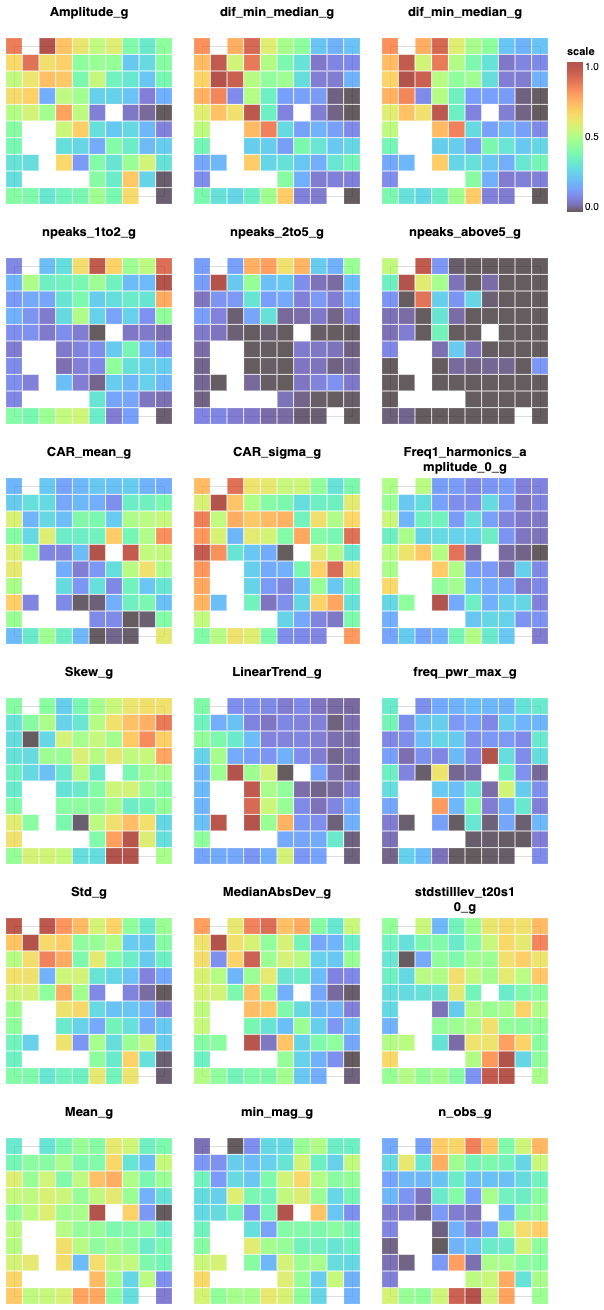 Amplitude_g
dif_min_median_g
dif_min_median_g
scale
1.0
0.5
0.0
npeaks_1to2_g
npeaks_2to5_g
npeaks_above5_g
CAR_mean_g
CAR_sigma_g
Freq1_harmonics_a
mplitude_0_g
Skew_g
LinearTrend_g
freq_pwr_max_g
Std_g
MedianAbsDev_g
stdstilllev_t20s1
0_g
Mean_g
min_mag_g
n_obs_g